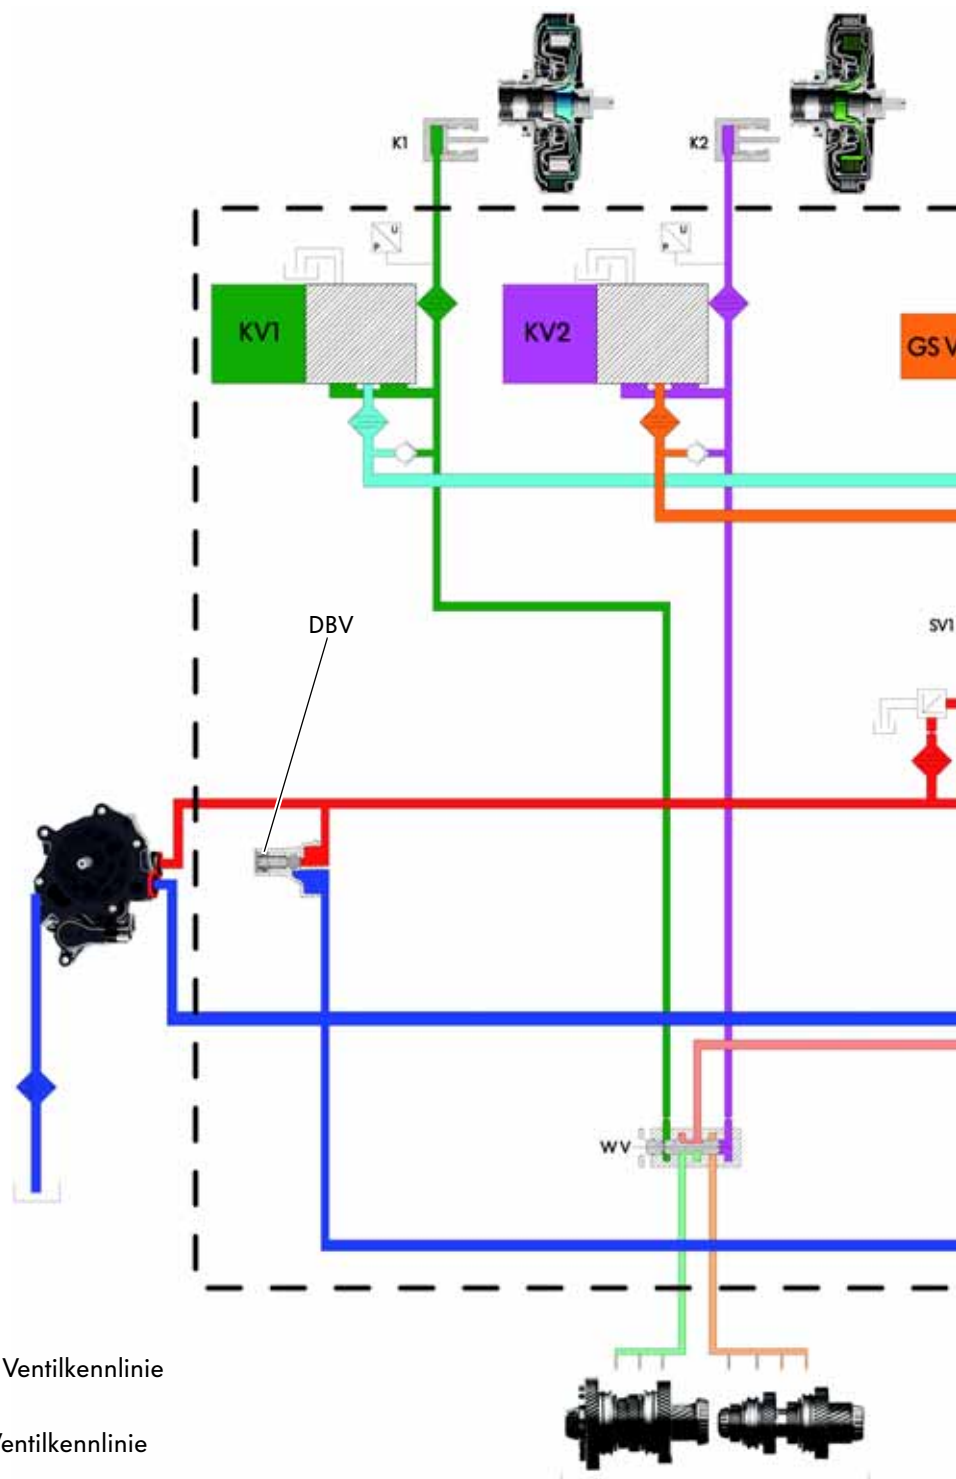 K1
K2
U
P
U
P
KV1
KV2
GS V
DBV
SV1
WV
Ventilkennlinie
Ventilkennlinie